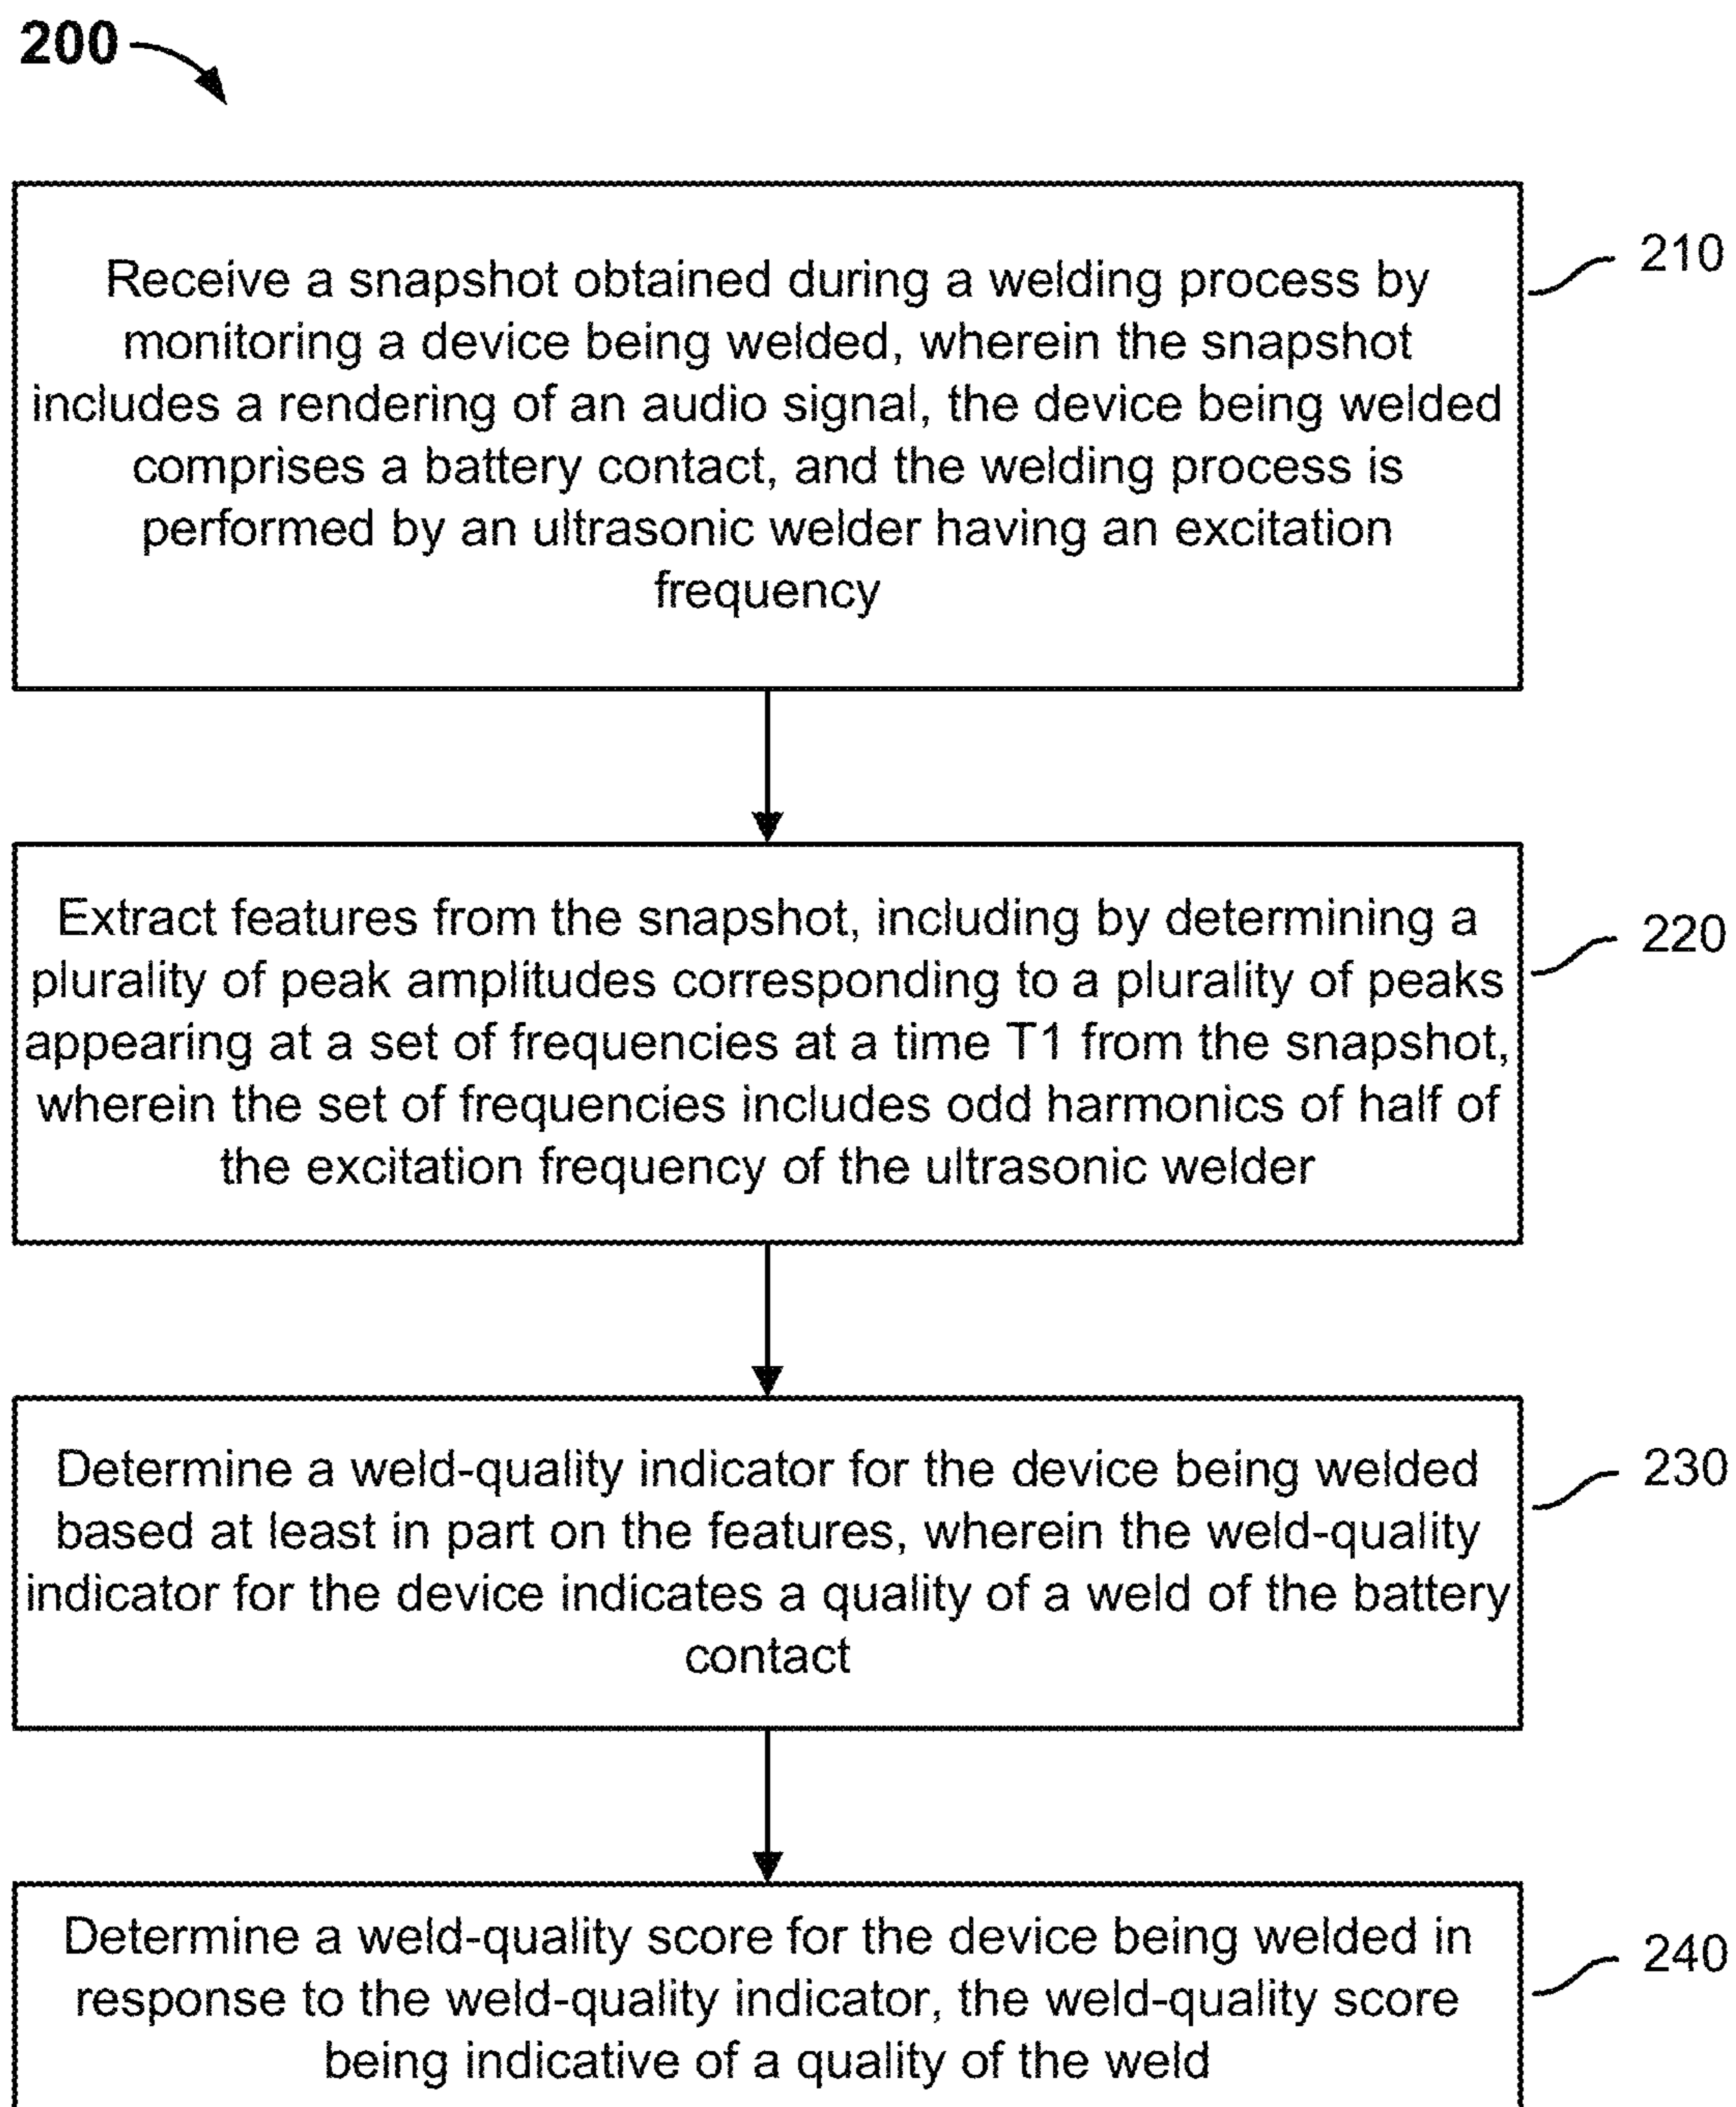 200
Receive a snapshot obtained during a welding process by
monitoring a device being welded, wherein the snapshot
includes a rendering of an audio signal, the device being welded
comprises a battery contact, and the welding process is
performed by an ultrasonic welder having an excitation
frequency
210
Extract features from the snapshot, including by determining a
plurality of peak amplitudes corresponding to a plurality of peaks
appearing at a set of frequencies at a time T1 from the snapshot,
wherein the set of frequencies includes odd harmonics of half of
the excitation frequency of the ultrasonic welder
220
Determine a weld-quality indicator for the device being welded
based at least in part on the features, wherein the weld-quality
indicator for the device indicates a quality of a weld of the battery
contact
230
Determine a weld-quality score for the device being welded in
response to the weld-quality indicator, the weld-quality score
being indicative of a quality of the weld
240